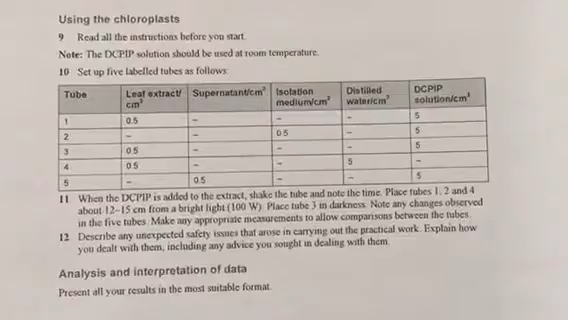 Using the chloroplasts
9 Read all the instructions before you start.
Note: The DCPIP solution should be used at room temperature.
10 Set up five labelled tubes as follows:
Tube Leaf extract/cm³ Supernatant/cm³ Isolation medium/cm³ Distilled water/cm³ DCPIP solution/cm³
1 0.5 – – – 5
2 – – 0.5 – 5
3 0.5 – – – 5
4 0.5 – – 5 –
5 – 0.5 – – 5
11 When the DCPIP is added to the extract, shake the tube and note the time. Place tubes 1, 2 and 4
about 12–15 cm from a bright light (100 W). Place tube 3 in darkness. Note any changes observed
in the five tubes. Make any appropriate measurements to allow comparisons between the tubes.
12 Describe any unexpected safety issues that arose in carrying out the practical work. Explain how
you dealt with them, including any advice you sought in dealing with them.
Analysis and interpretation of data
Present all your results in the most suitable format.